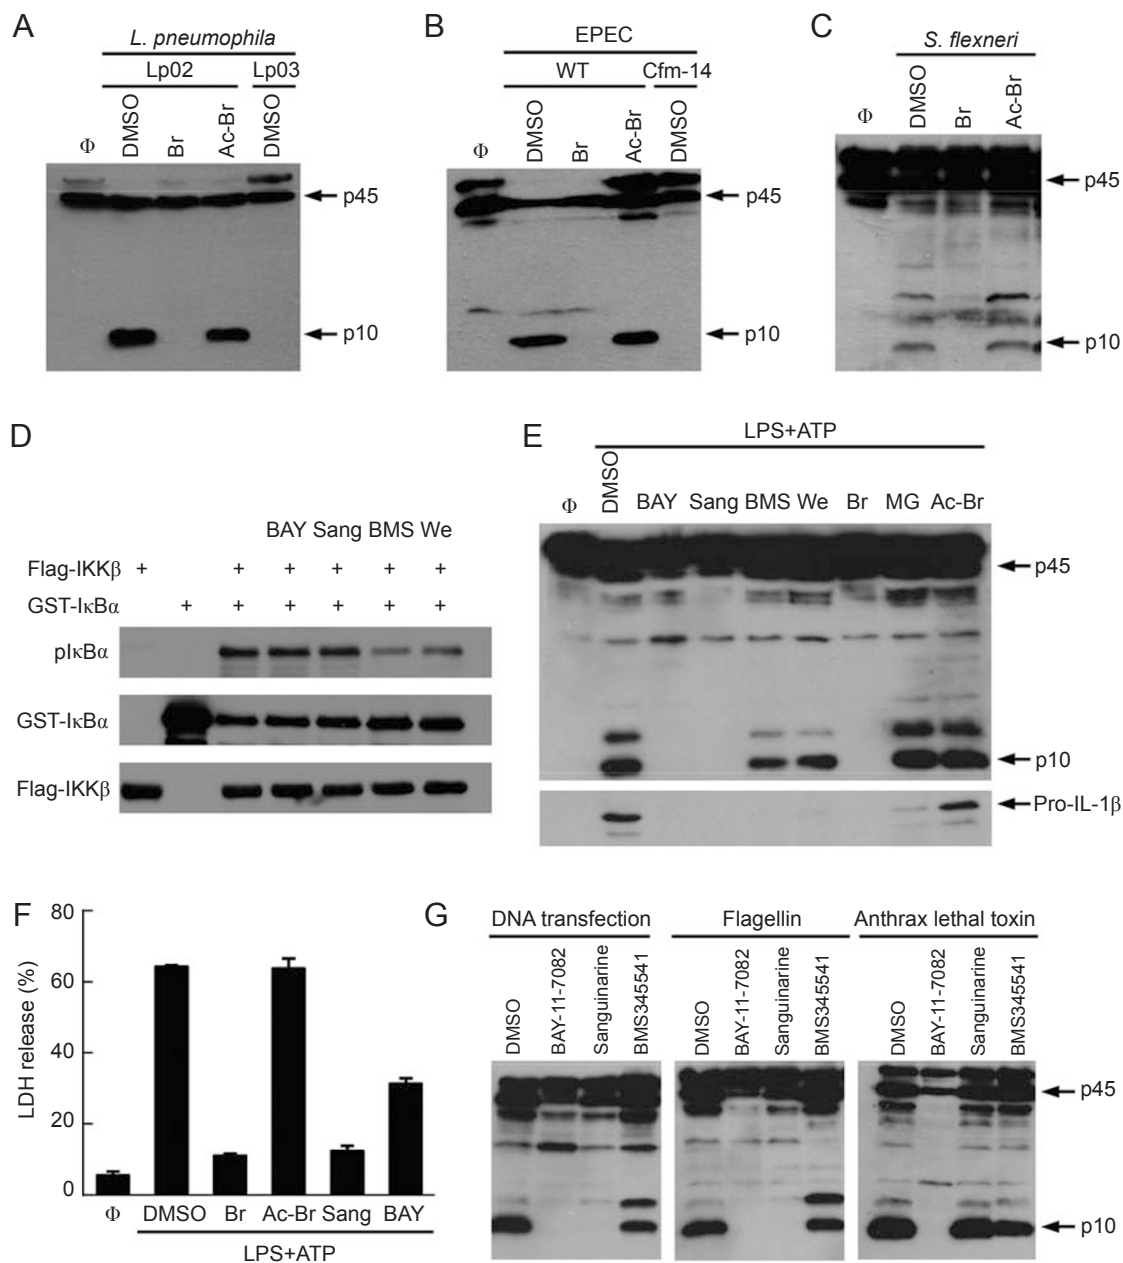 A
L. pneumophila
Lp02 Lp03
Φ DMSO Br Ac-Br DMSO
p45
p10
B
EPEC
WT Cfm-14
Φ DMSO Br Ac-Br DMSO
p45
p10
C
S. flexneri
Φ DMSO Br Ac-Br
p45
p10
D
BAY Sang BMS We
Flag-IKKβ + + + + + +
GST-IκBα + + + + + +
pIκBα
GST-IκBα
Flag-IKKβ
E
LPS+ATP
Φ DMSO BAY Sang BMS We Br MG Ac-Br
p45
p10
Pro-IL-1β
F
LDH release (%)
80
60
40
20
0
Φ DMSO Br Ac-Br Sang BAY
LPS+ATP
G
DNA transfection Flagellin Anthrax lethal toxin
DMSO BAY-11-7082 Sanguinarine BMS345541 DMSO BAY-11-7082 Sanguinarine BMS345541 DMSO BAY-11-7082 Sanguinarine BMS345541
p45
p10